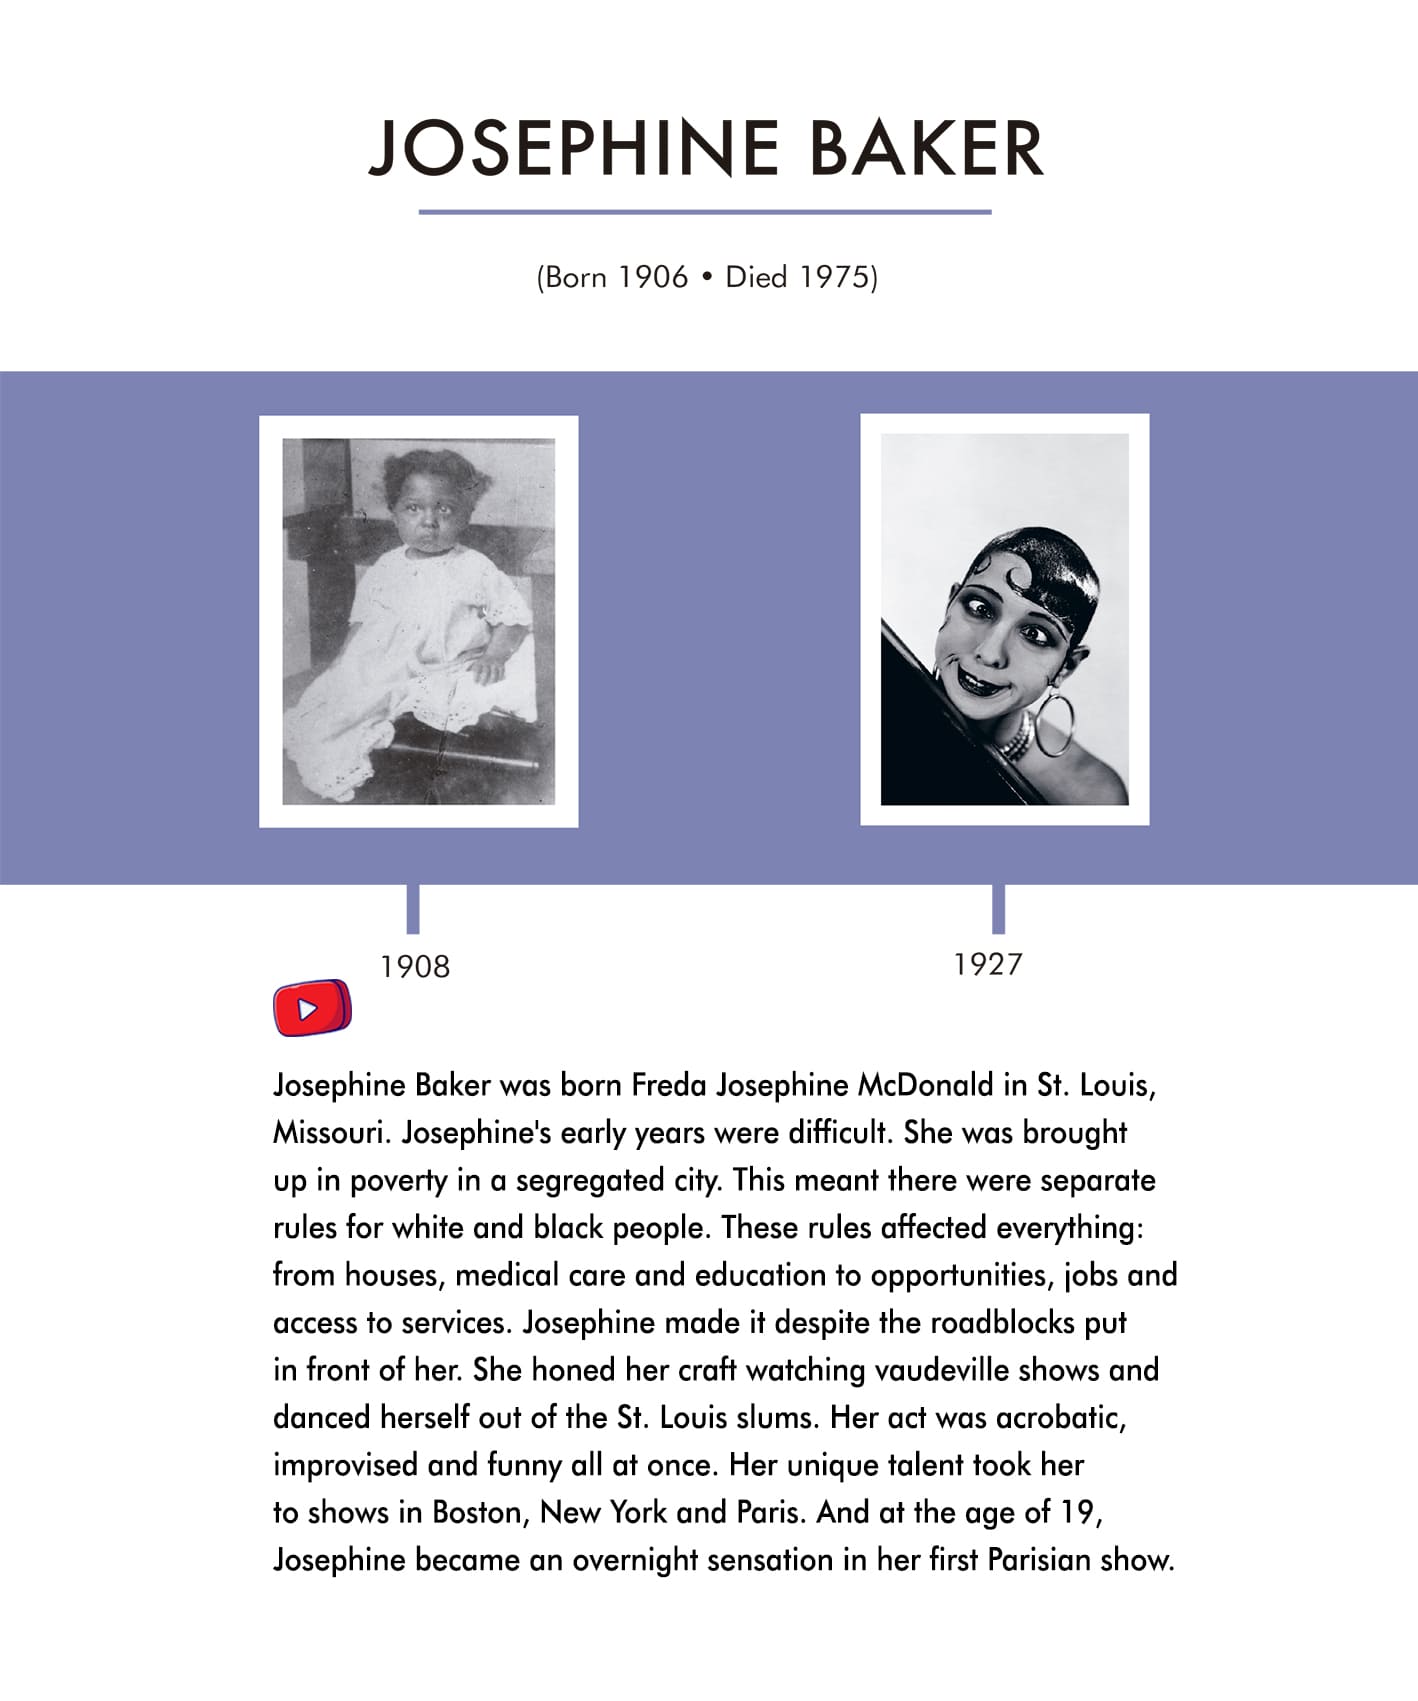 JOSEPHINE BAKER
(Born 1906 • Died 1975)
1908
1927
Josephine Baker was born Freda Josephine McDonald in St. Louis,
Missouri. Josephine's early years were difficult. She was brought
up in poverty in a segregated city. This meant there were separate
rules for white and black people. These rules affected everything:
from houses, medical care and education to opportunities, jobs and
access to services. Josephine made it despite the roadblocks put
in front of her. She honed her craft watching vaudeville shows and
danced herself out of the St. Louis slums. Her act was acrobatic,
improvised and funny all at once. Her unique talent took her
to shows in Boston, New York and Paris. And at the age of 19,
Josephine became an overnight sensation in her first Parisian show.